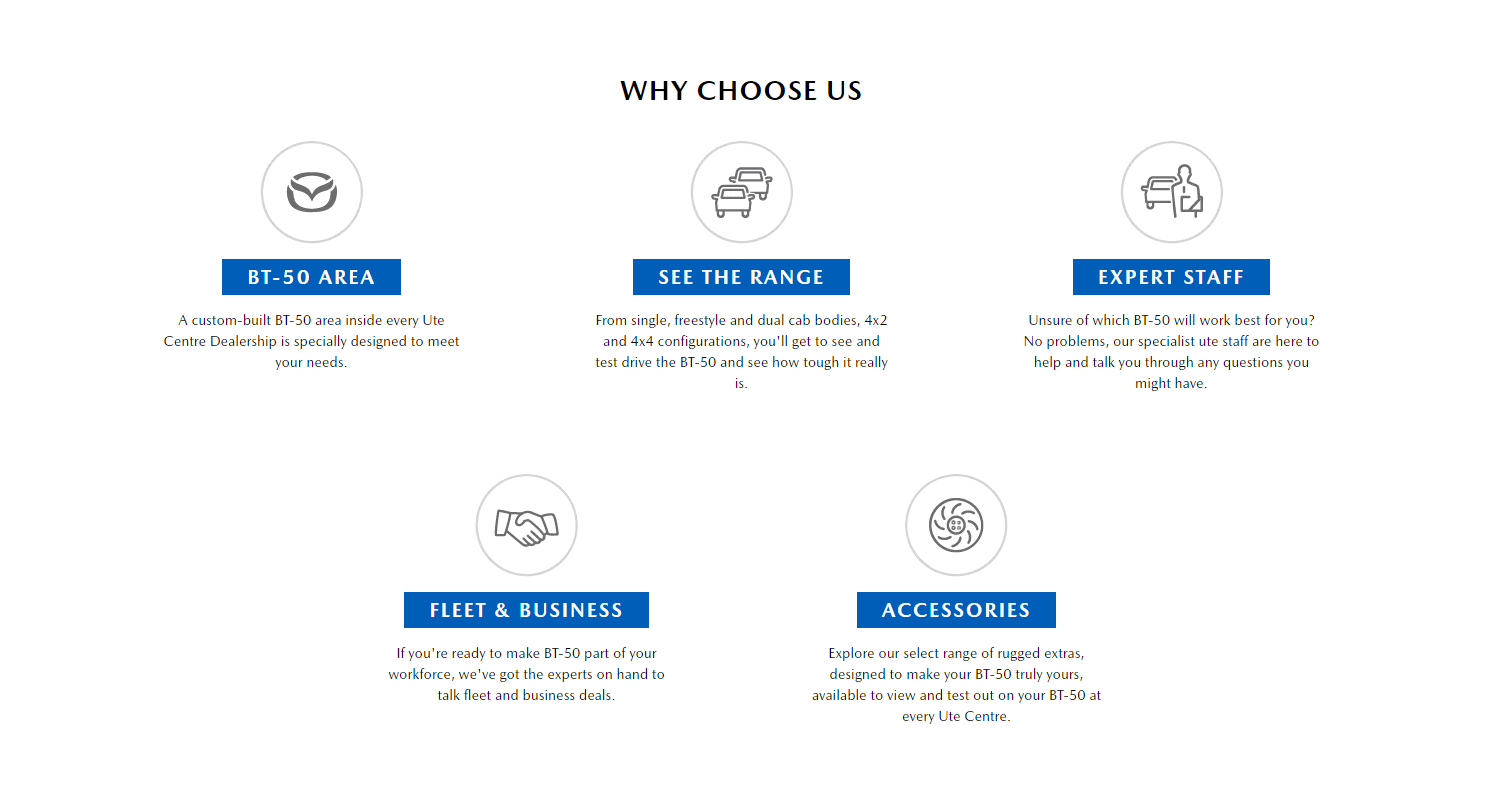 WHY CHOOSE US
BT-50 AREA
A custom-built BT-50 area inside every Ute
Centre Dealership is specially designed to meet
your needs.
SEE THE RANGE
From single, freestyle and dual cab bodies, 4x2
and 4x4 configurations, you'll get to see and
test drive the BT-50 and see how tough it really
is.
EXPERT STAFF
Unsure of which BT-50 will work best for you?
No problems, our specialist ute staff are here to
help and talk you through any questions you
might have.
FLEET & BUSINESS
If you're ready to make BT-50 part of your
workforce, we've got the experts on hand to
talk fleet and business deals.
ACCESSORIES
Explore our select range of rugged extras,
designed to make your BT-50 truly yours,
available to view and test out on your BT-50 at
every Ute Centre.